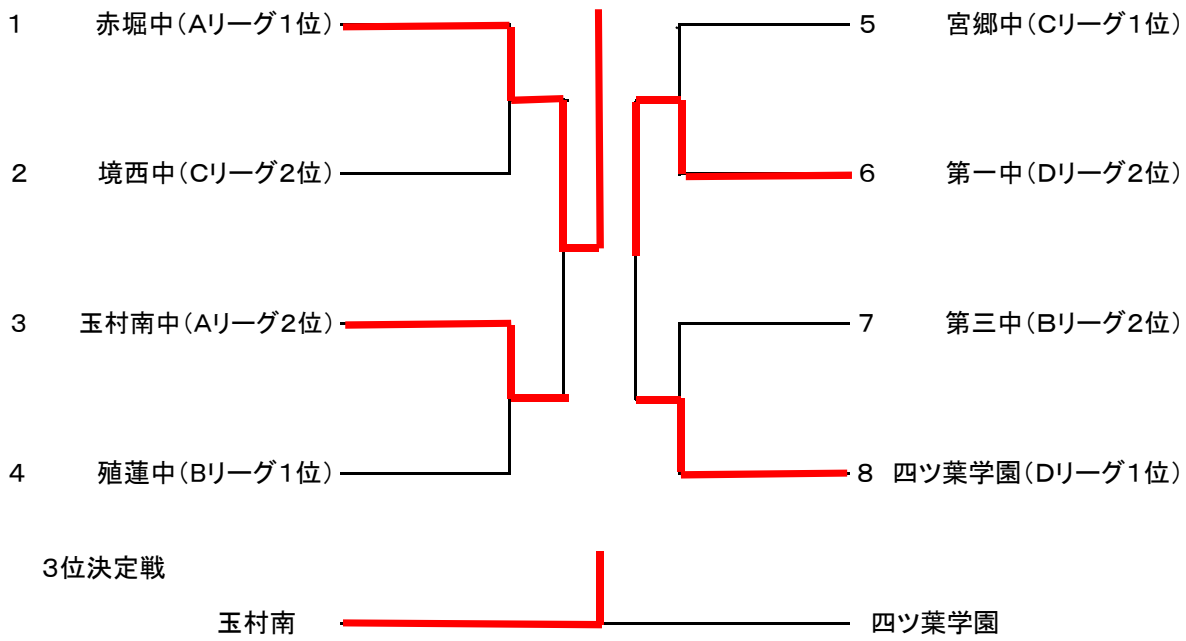 1 赤堀中(Aリーグ1位) 5 宮郷中(Cリーグ1位)
2 境西中(Cリーグ2位) 6 第一中(Dリーグ2位)
3 玉村南中(Aリーグ2位) 7 第三中(Bリーグ2位)
4 殖蓮中(Bリーグ1位) 8 四ツ葉学園(Dリーグ1位)
3位決定戦
玉村南 四ツ葉学園